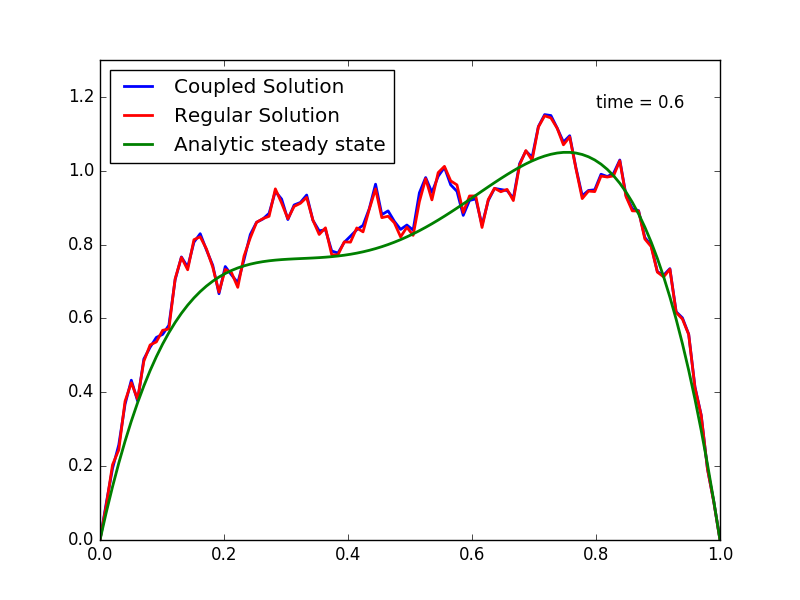 Coupled Solution
Regular Solution
Analytic steady state
time = 0.6
1.2
1.0
0.8
0.6
0.4
0.2
0.0
0.0 0.2 0.4 0.6 0.8 1.0